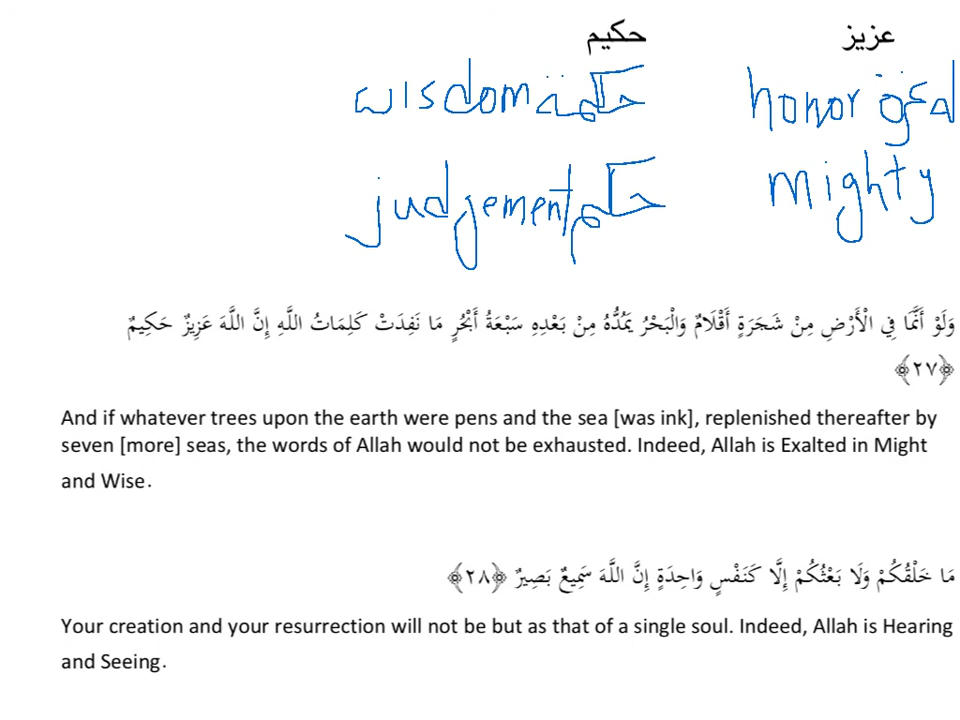 عزيز حكيم
honor عزة wisdom حكمة
mighty judgement حكم
وَلَوْ أَنَّمَا فِي الْأَرْضِ مِنْ شَجَرَةٍ أَقْلَامٌ وَالْبَحْرُ يَمُدُّهُ مِنْ بَعْدِهِ سَبْعَةُ أَبْحُرٍ مَا نَفِدَتْ كَلِمَاتُ اللَّهِ إِنَّ اللَّهَ عَزِيزٌ حَكِيمٌ
﴿٢٧﴾
And if whatever trees upon the earth were pens and the sea [was ink], replenished thereafter by
seven [more] seas, the words of Allah would not be exhausted. Indeed, Allah is Exalted in Might
and Wise.
مَا خَلْقُكُمْ وَلَا بَعْثُكُمْ إِلَّا كَنَفْسٍ وَاحِدَةٍ إِنَّ اللَّهَ سَمِيعٌ بَصِيرٌ ﴿٢٨﴾
Your creation and your resurrection will not be but as that of a single soul. Indeed, Allah is Hearing
and Seeing.